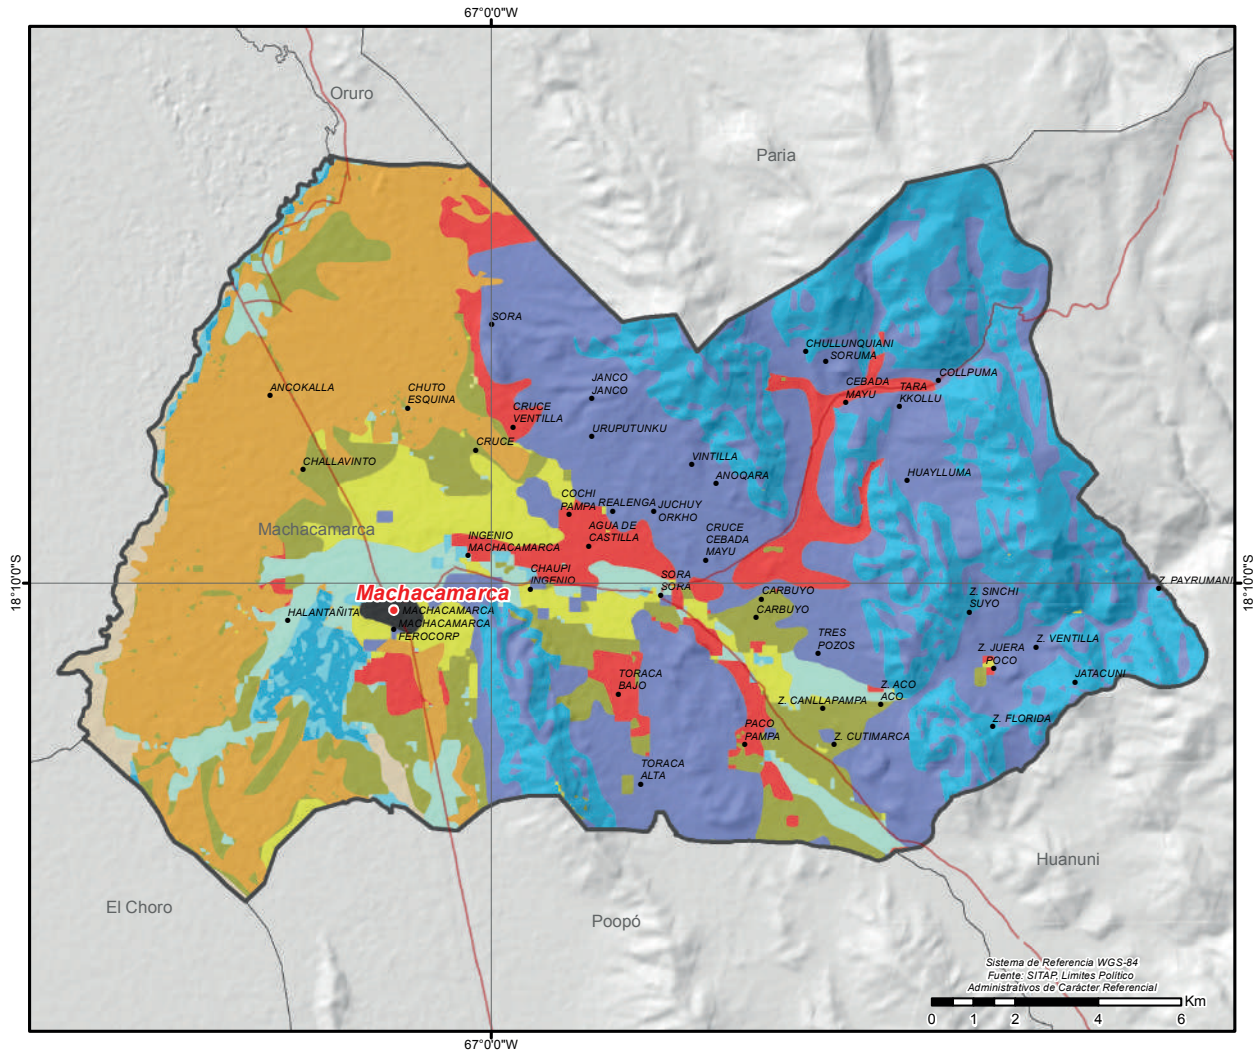 67°0'0"W
Oruro
Paria
SORA
CHULLUNQUIANI
SORUMA
COLLPUMA
JANCO
JANCO
CEBADA
MAYU
TARA
KKOLLU
ANCOKALLA
CHUTO
ESQUINA
CRUCE
VENTILLA
URUPUTUNKU
CRUCE
CHALLAVINTO
VINTILLA
ANOQARA
HUAYLLUMA
COCHI
PAMPA
REALENGA
JUCHUY
ORKHO
Machacamarca
INGENIO
MACHACAMARCA
AGUA DE
CASTILLA
CRUCE
CEBADA
MAYU
18°10'0"S
18°10'0"S
CHAUPI
INGENIO
SORA
SORA
Z. PAYRUMANI
Machacamarca
CARBUYO
CARBUYO
Z. SINCHI
SUYO
HALANTAÑITA
MACHACAMARCA
MACHACAMARCA
FEROCORP
TRES
POZOS
Z. VENTILLA
Z. JUERA
POCO
JATACUNI
TORACA
BAJO
Z. ACO
ACO
Z. CANLLAPAMPA
Z. FLORIDA
PACO
PAMPA
Z. CUTIMARCA
TORACA
ALTA
Huanuni
El Choro
Poopó
Sistema de Referencia WGS-84
Fuente: SITAP, Limites Politico
Administrativos de Carácter Referencial
Km
0 1 2 4 6
67°0'0"W